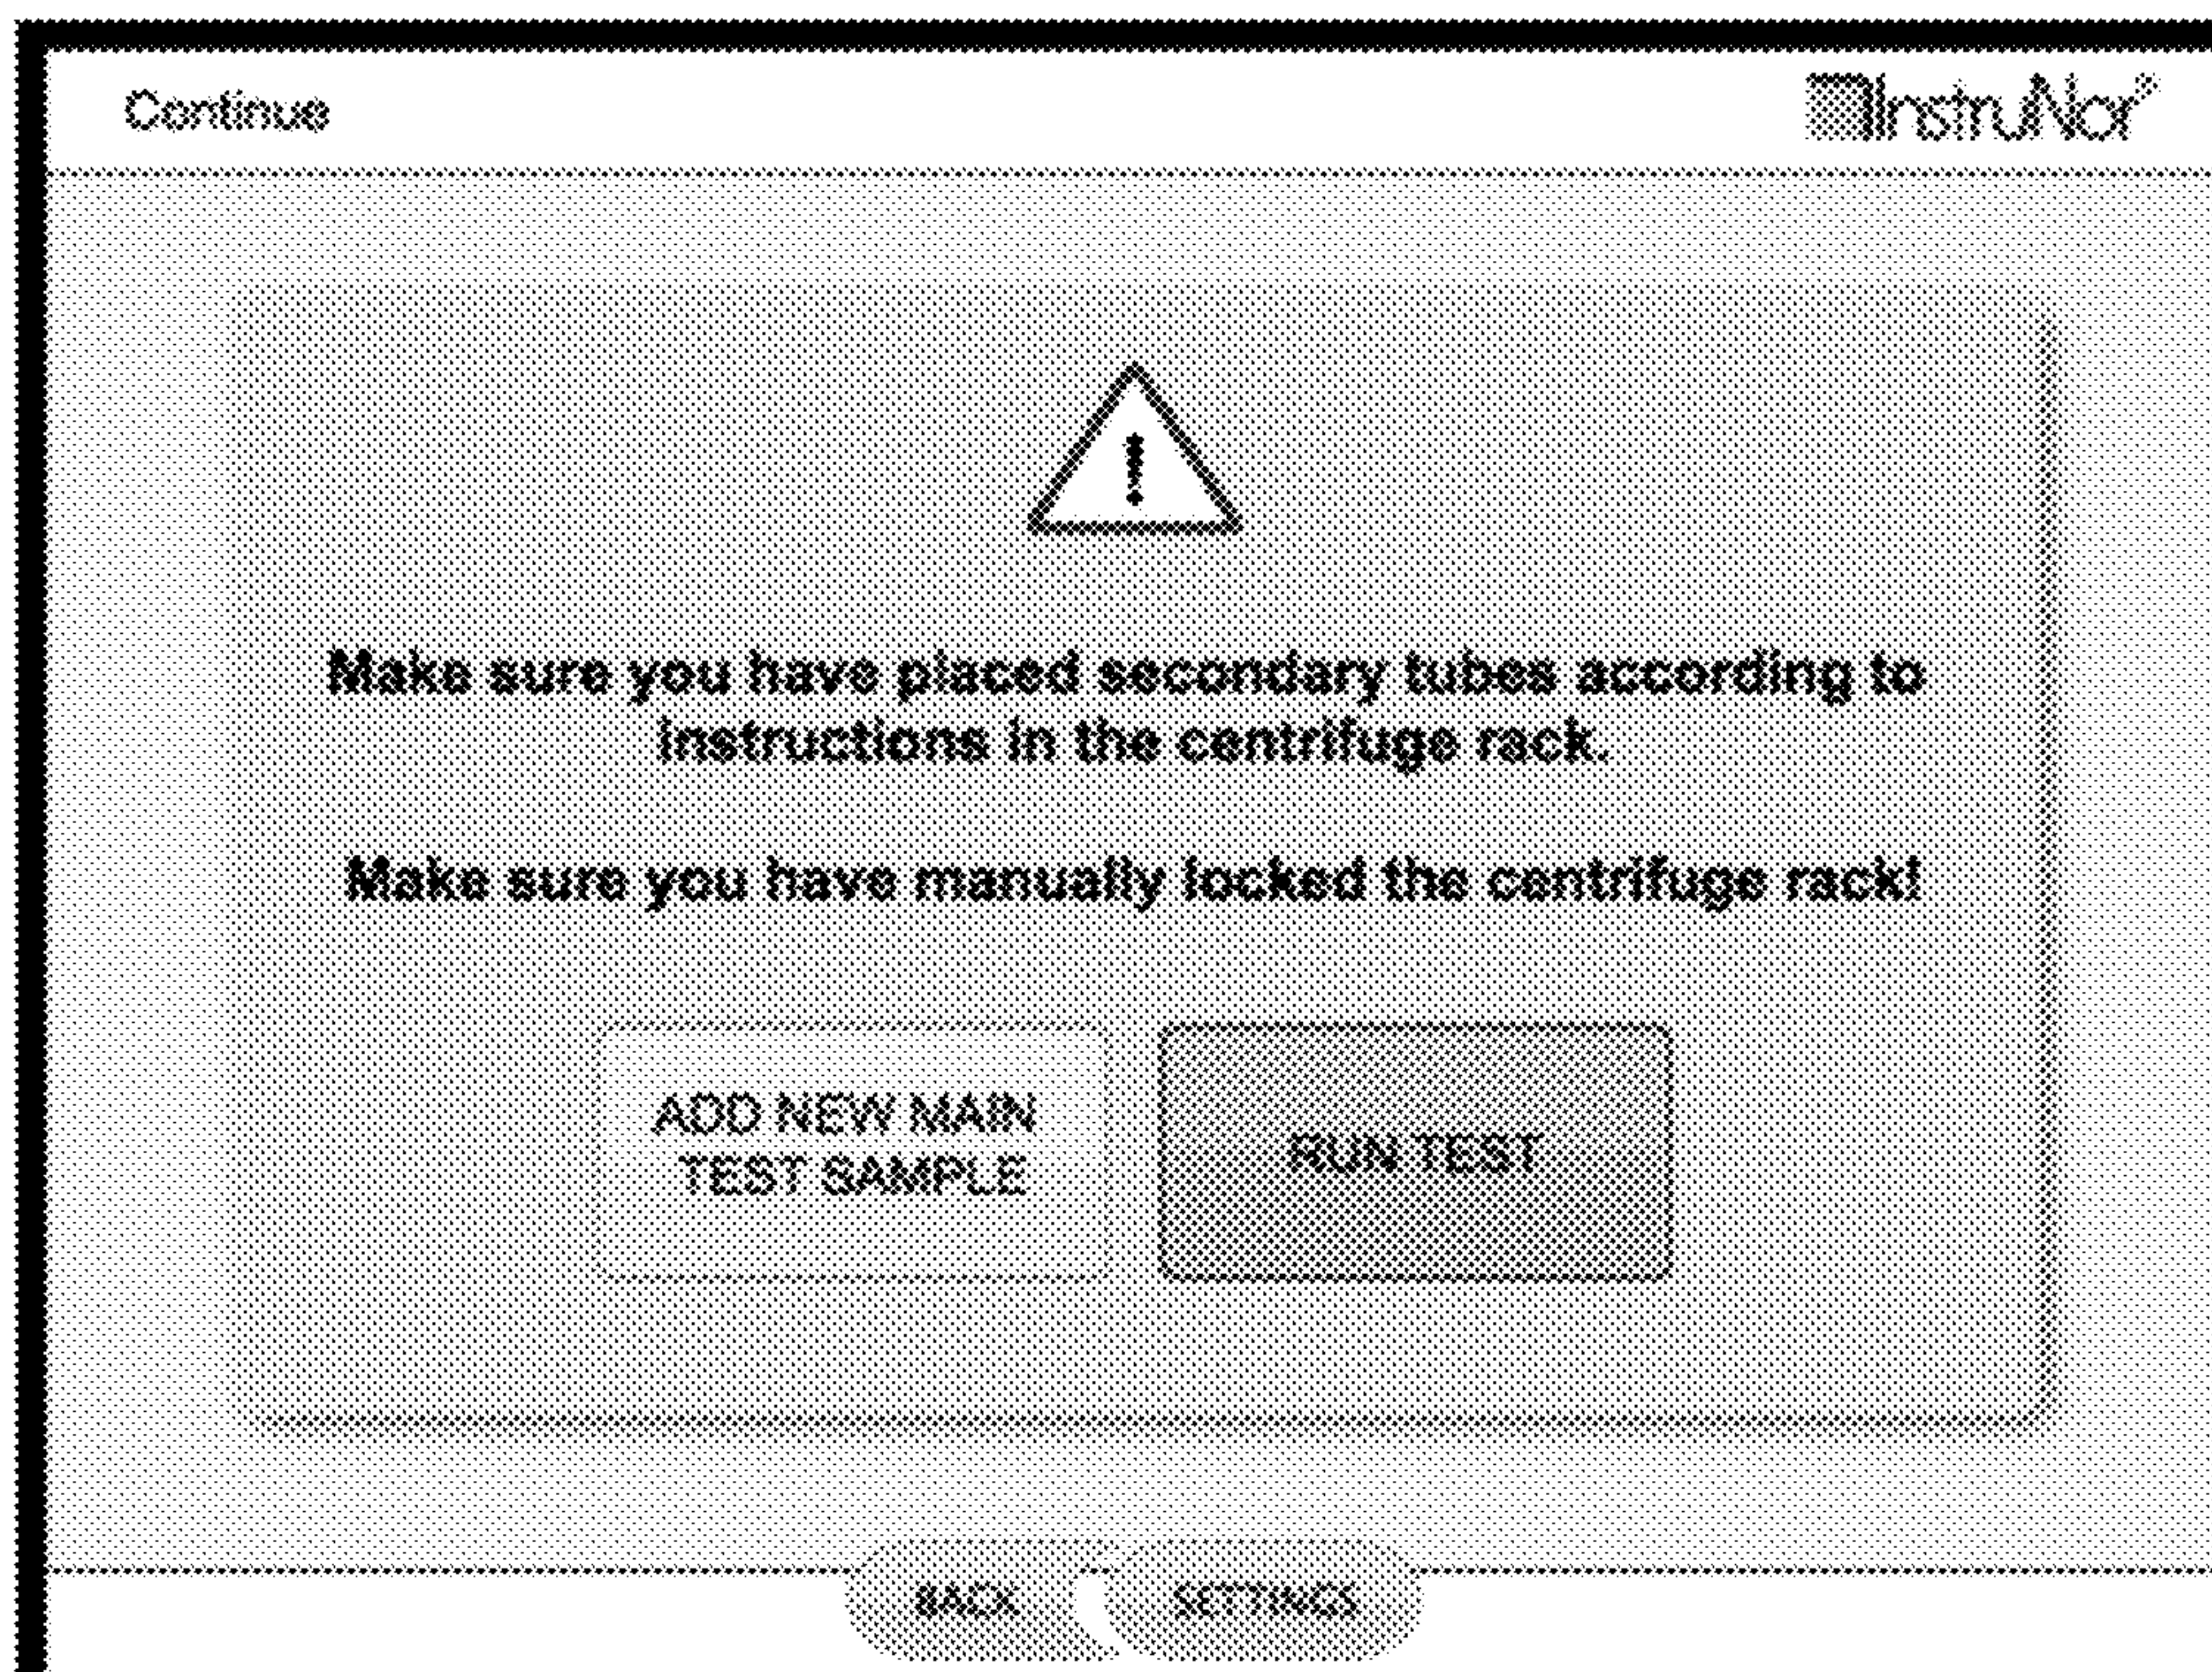 Continue
InstruNor
!
Make sure you have placed secondary tubes according to
instructions in the centrifuge rack.
Make sure you have manually locked the centrifuge rack!
ADD NEW MAIN
TEST SAMPLE
RUN TEST
BACK
SETTINGS